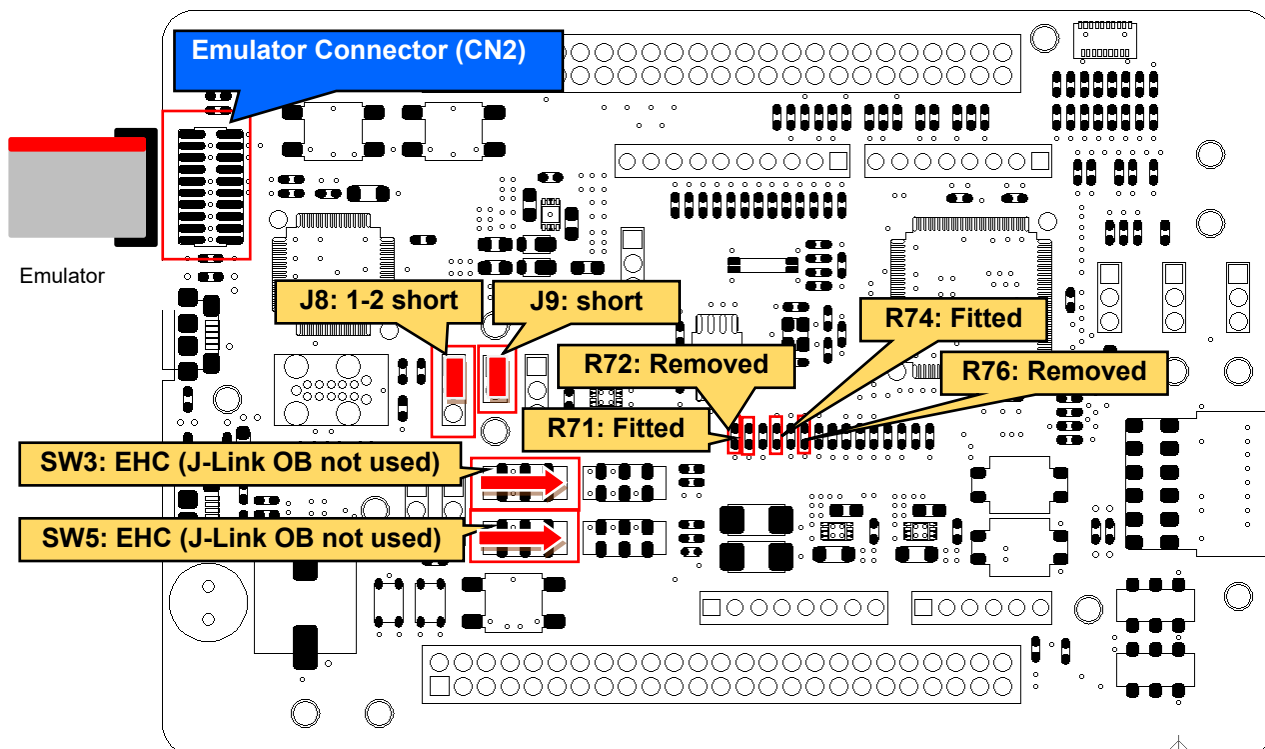 Emulator Connector (CN2)
Emulator
J8: 1-2 short
J9: short
R74: Fitted
R72: Removed
R76: Removed
R71: Fitted
SW3: EHC (J-Link OB not used)
SW5: EHC (J-Link OB not used)